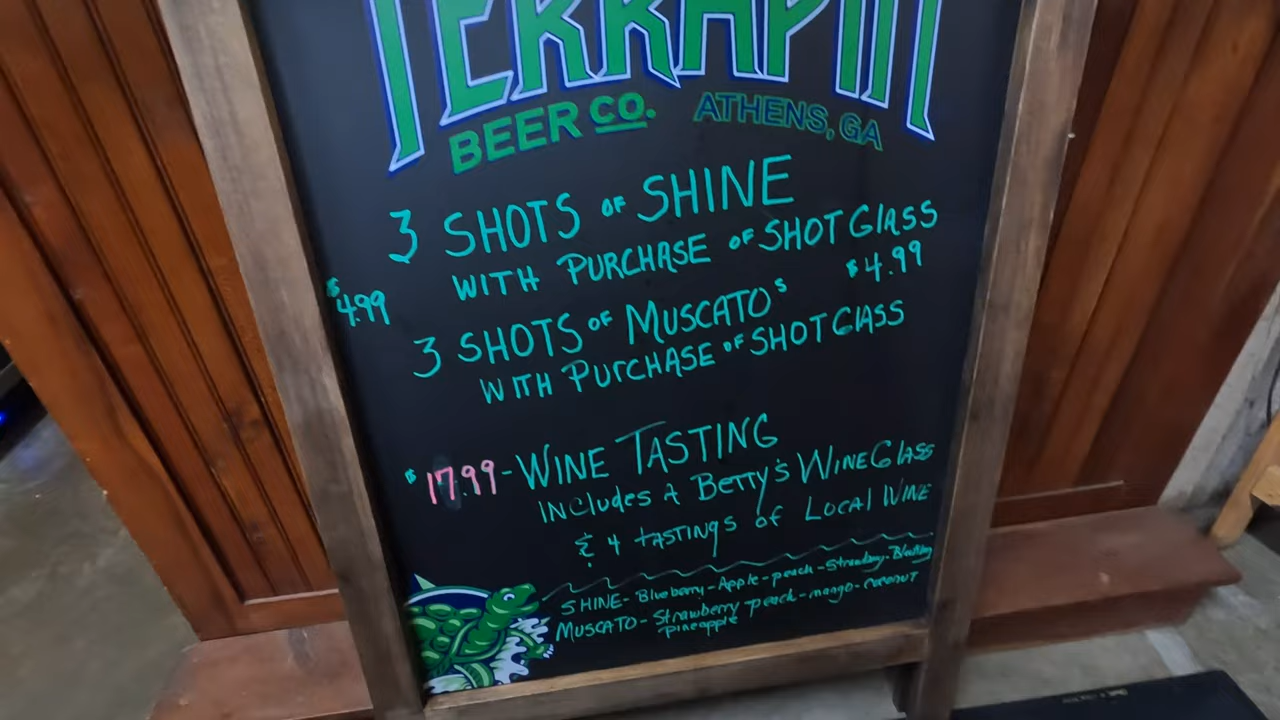 TERRAPIN
BEER CO. ATHENS, GA
3 SHOTS OF SHINE
WITH PURCHASE OF SHOT GLASS
$4.99
$4.99
3 SHOTS OF MUSCATO'S
WITH PURCHASE OF SHOT GLASS
$17.99-WINE TASTING
INCLUDES A BETTY'S WINE GLASS
& 4 TASTINGS OF LOCAL WINE
SHINE- Blueberry-Apple-peach-Strawberry-
MUSCATO- Strawberry peach-mango-coconut
pineapple